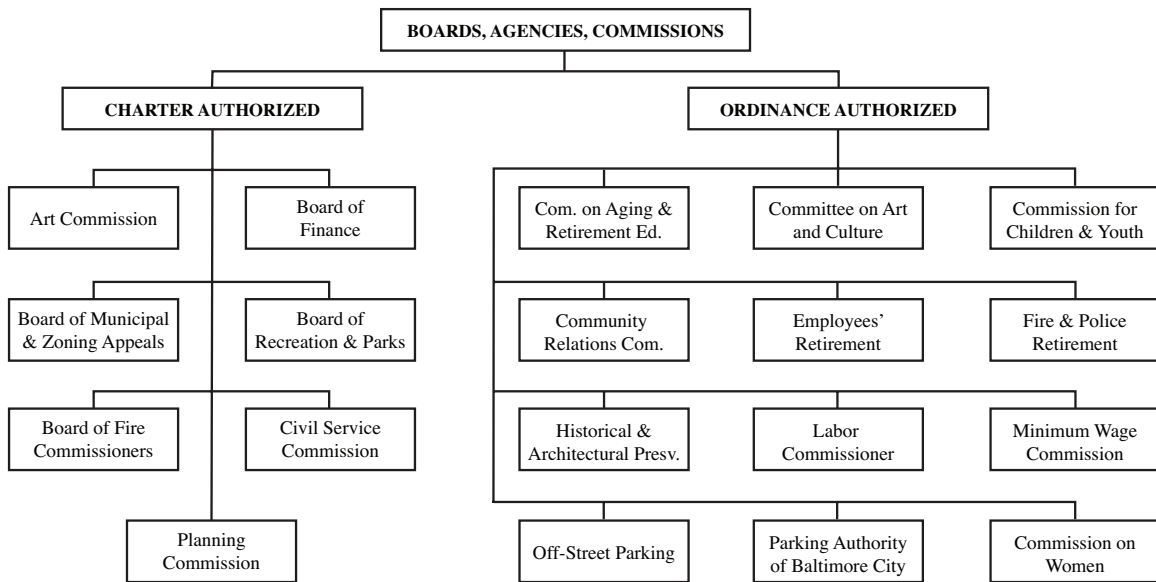 BOARDS, AGENCIES, COMMISSIONS
CHARTER AUTHORIZED
Art Commission
Board of
Finance
Board of Municipal
& Zoning Appeals
Board of
Recreation & Parks
Board of Fire
Commissioners
Civil Service
Commission
Planning
Commission
ORDINANCE AUTHORIZED
Com. on Aging &
Retirement Ed.
Committee on Art
and Culture
Commission for
Children & Youth
Community
Relations Com.
Employees’
Retirement
Fire & Police
Retirement
Historical &
Architectural Presv.
Labor
Commissioner
Minimum Wage
Commission
Off-Street Parking
Parking Authority
of Baltimore City
Commission on
Women